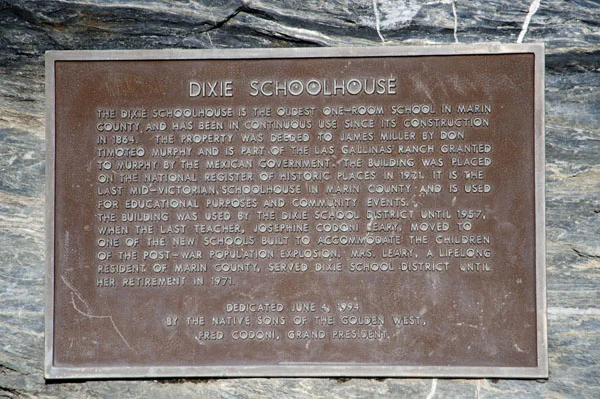 DIXIE SCHOOLHOUSE
THE DIXIE SCHOOLHOUSE IS THE OLDEST ONE-ROOM SCHOOL IN MARIN
COUNTY, AND HAS BEEN IN CONTINUOUS USE SINCE ITS CONSTRUCTION
IN 1864. THE PROPERTY WAS DEEDED TO JAMES MILLER BY DON
TIMOTEO MURPHY AND IS PART OF THE LAS GALLINAS RANCH GRANTED
TO MURPHY BY THE MEXICAN GOVERNMENT. THE BUILDING WAS PLACED
ON THE NATIONAL REGISTER OF HISTORIC PLACES IN 1971. IT IS THE
LAST MID-VICTORIAN SCHOOLHOUSE IN MARIN COUNTY AND IS USED
FOR EDUCATIONAL PURPOSES AND COMMUNITY EVENTS.
THE BUILDING WAS USED BY THE DIXIE SCHOOL DISTRICT UNTIL 1957,
WHEN THE LAST TEACHER, JOSEPHINE CODONI LEARY, MOVED TO
ONE OF THE NEW SCHOOLS BUILT TO ACCOMMODATE THE CHILDREN
OF THE POST-WAR POPULATION EXPLOSION. MRS. LEARY, A LIFELONG
RESIDENT OF MARIN COUNTY, SERVED DIXIE SCHOOL DISTRICT UNTIL
HER RETIREMENT IN 1971.
DEDICATED JUNE 4, 1994
BY THE NATIVE SONS OF THE GOLDEN WEST,
FRED CODONI, GRAND PRESIDENT.